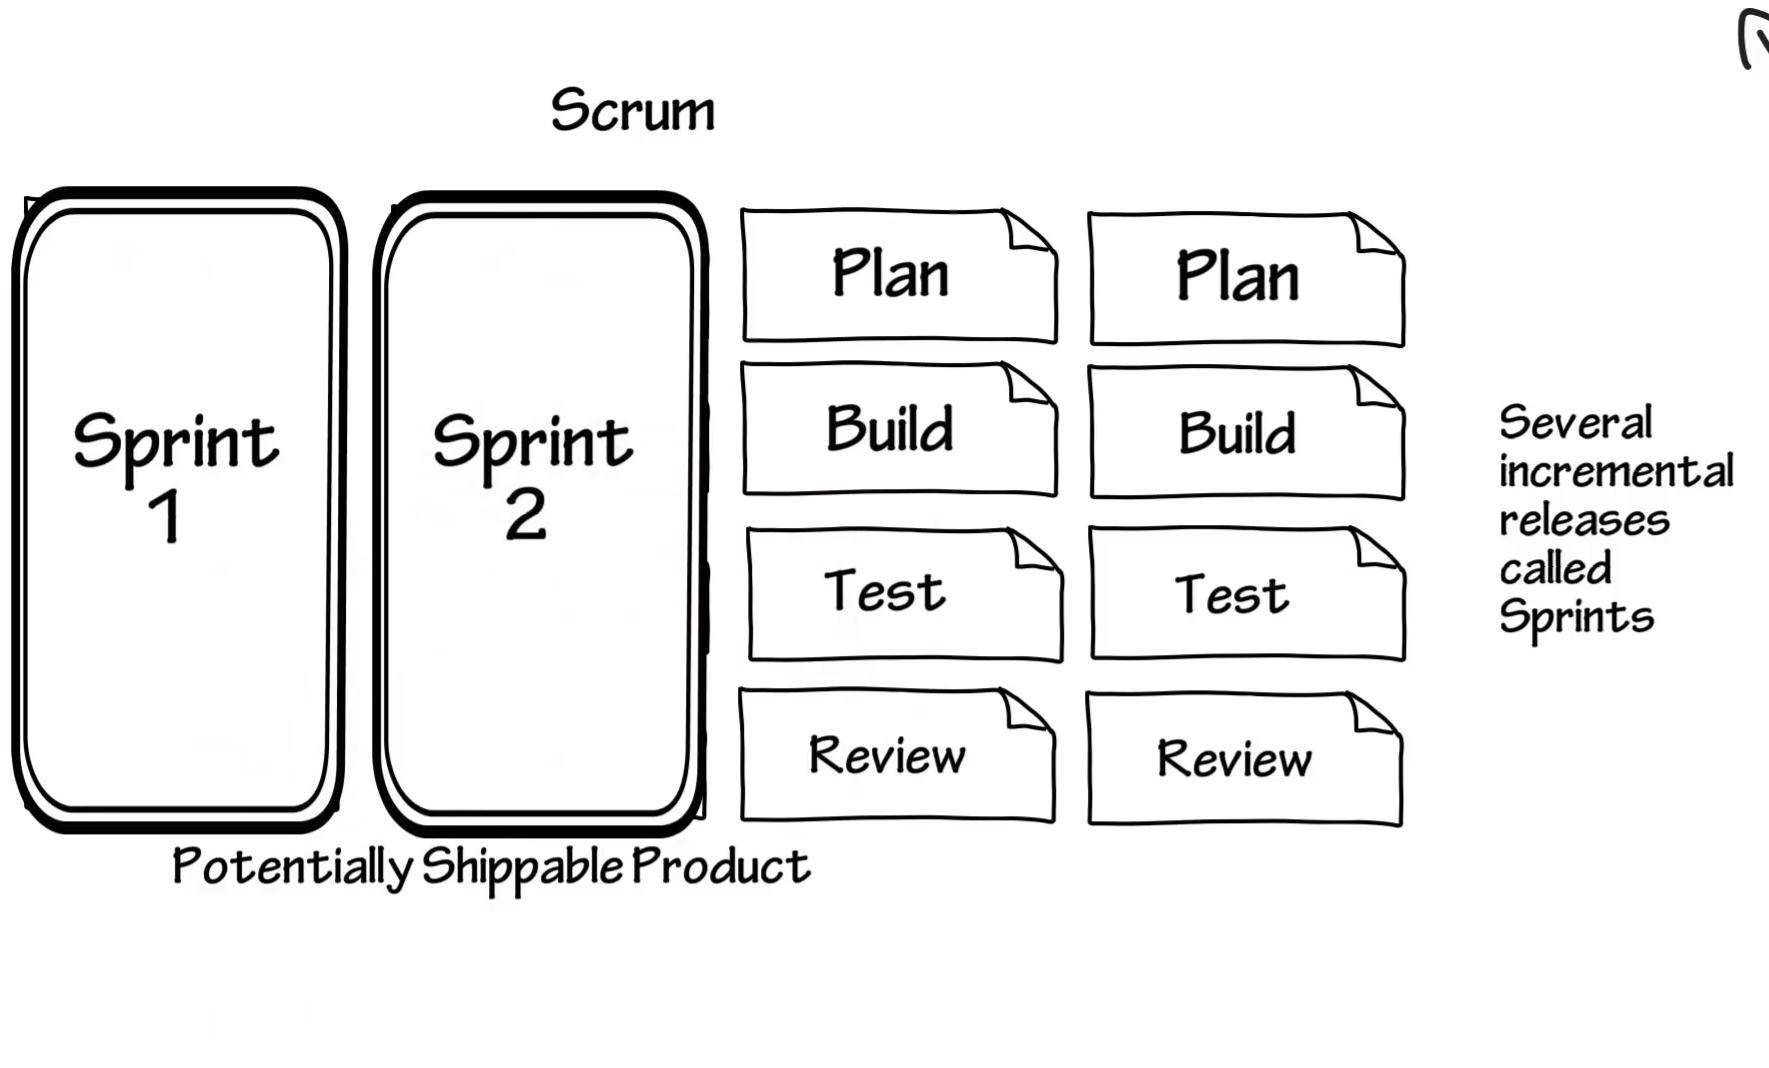 Scrum
Sprint
1
Sprint
2
Plan
Plan
Build
Build
Test
Test
Review
Review
Several
incremental
releases
called
Sprints
Potentially Shippable Product